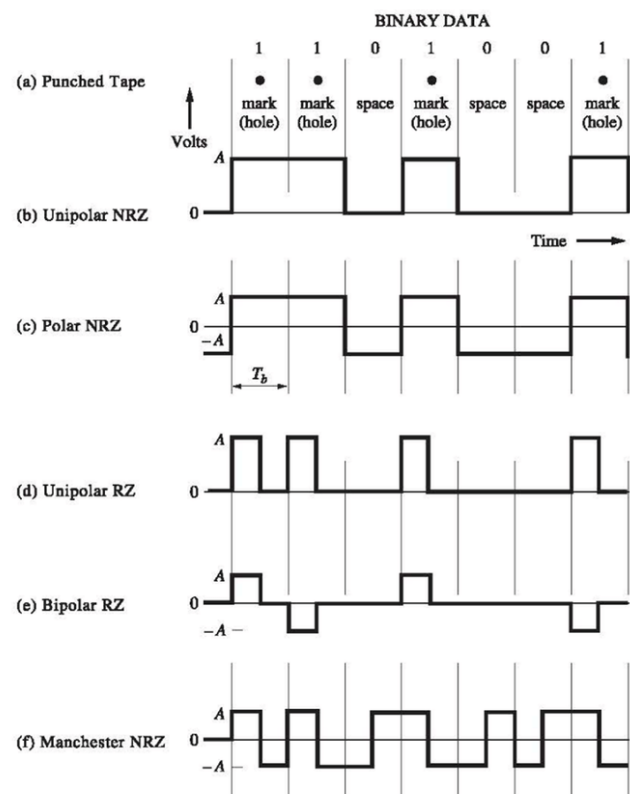 BINARY DATA
1 1 0 1 0 0 1
(a) Punched Tape
mark (hole) mark (hole) space mark (hole) space space mark (hole)
Volts
A
(b) Unipolar NRZ 0
Time
A
(c) Polar NRZ 0
−A
T_b
A
(d) Unipolar RZ 0
A
(e) Bipolar RZ 0
−A
A
(f) Manchester NRZ 0
−A